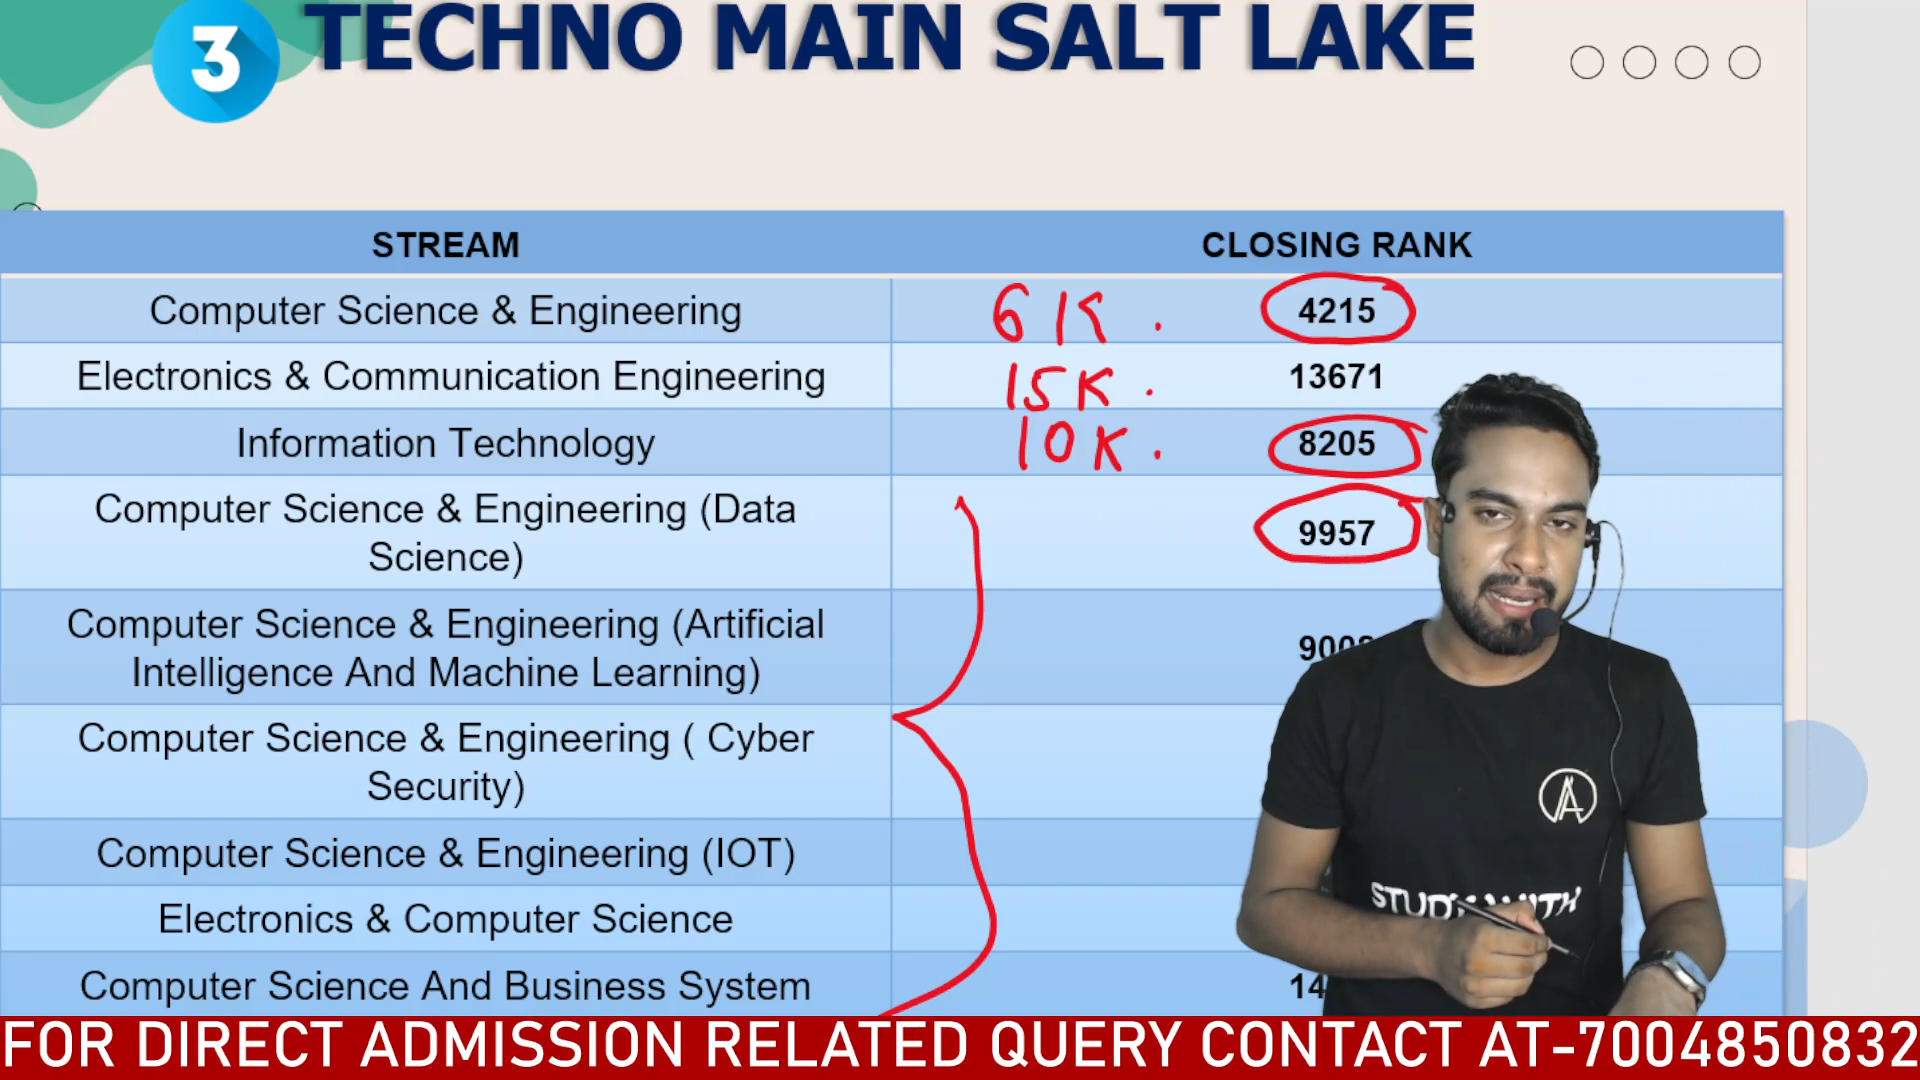 3 TECHNO MAIN SALT LAKE
STREAM CLOSING RANK
Computer Science & Engineering 6K. 4215
Electronics & Communication Engineering 15K. 13671
Information Technology 10K. 8205
Computer Science & Engineering (Data
Science) 9957
Computer Science & Engineering (Artificial
Intelligence And Machine Learning)
Computer Science & Engineering ( Cyber
Security)
Computer Science & Engineering (IOT)
Electronics & Computer Science
Computer Science And Business System
STUDY WITH
FOR DIRECT ADMISSION RELATED QUERY CONTACT AT-7004850832